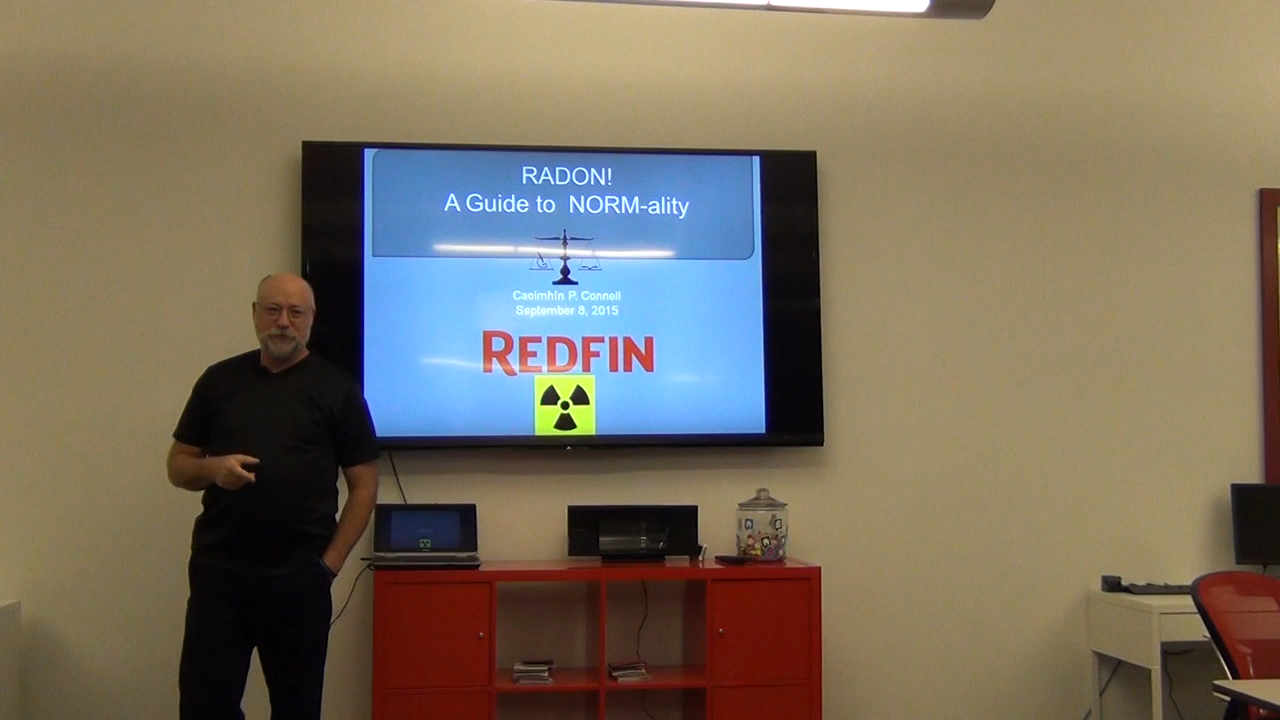 RADON!
A Guide to NORM-ality
Caoimhín P. Connell
September 8, 2015
REDFIN